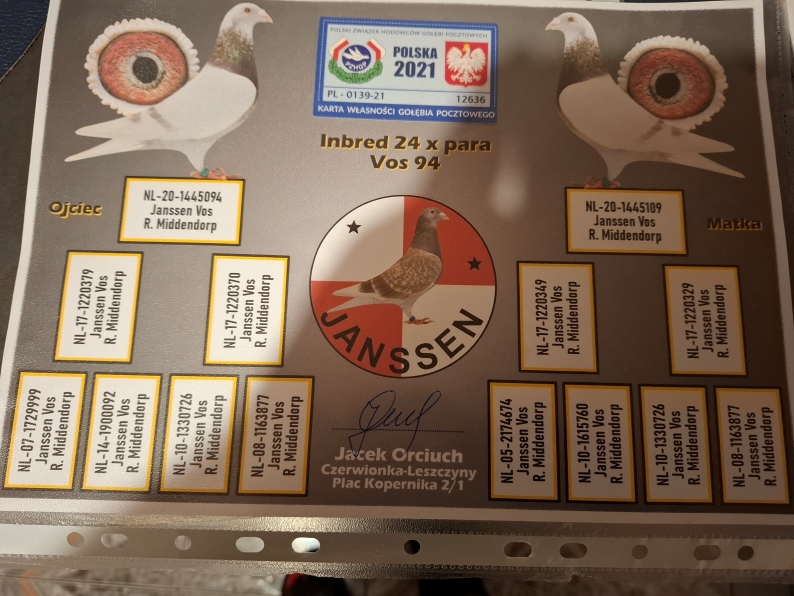 POLSKI ZWIĄZEK HODOWCÓW GOŁĘBI POCZTOWYCH
PZHGP
POLSKA
2021
PL - 0139-21
12636
KARTA WŁASNOŚCI GOŁĘBIA POCZTOWEGO
Inbred 24 x para
Vos 94
Ojciec
NL-20-1445094
Janssen Vos
R. Middendorp
NL-20-1445109
Janssen Vos
R. Middendorp
Matka
NL-17-1220379
Janssen Vos
R. Middendorp
NL-17-1220370
Janssen Vos
R. Middendorp
NL-17-1220349
Janssen Vos
R. Middendorp
NL-17-1220329
Janssen Vos
R. Middendorp
JANSSEN
NL-07-1729999
Janssen Vos
R. Middendorp
NL-14-1900092
Janssen Vos
R. Middendorp
NL-10-1330726
Janssen Vos
R. Middendorp
NL-08-1163877
Janssen Vos
R. Middendorp
NL-05-2174674
Janssen Vos
R. Middendorp
NL-10-1615760
Janssen Vos
R. Middendorp
NL-10-1330726
Janssen Vos
R. Middendorp
NL-08-1163877
Janssen Vos
R. Middendorp
Jacek Orciuch
Czerwionka-Leszczyny
Plac Kopernika 2/1